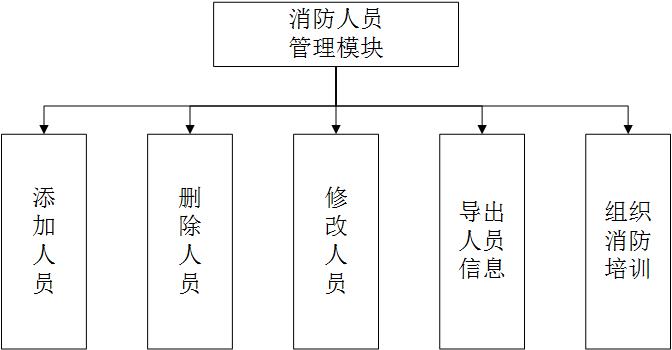 消防人员
管理模块
添
加
人
员
删
除
人
员
修
改
人
员
导出
人员
信息
组织
消防
培训